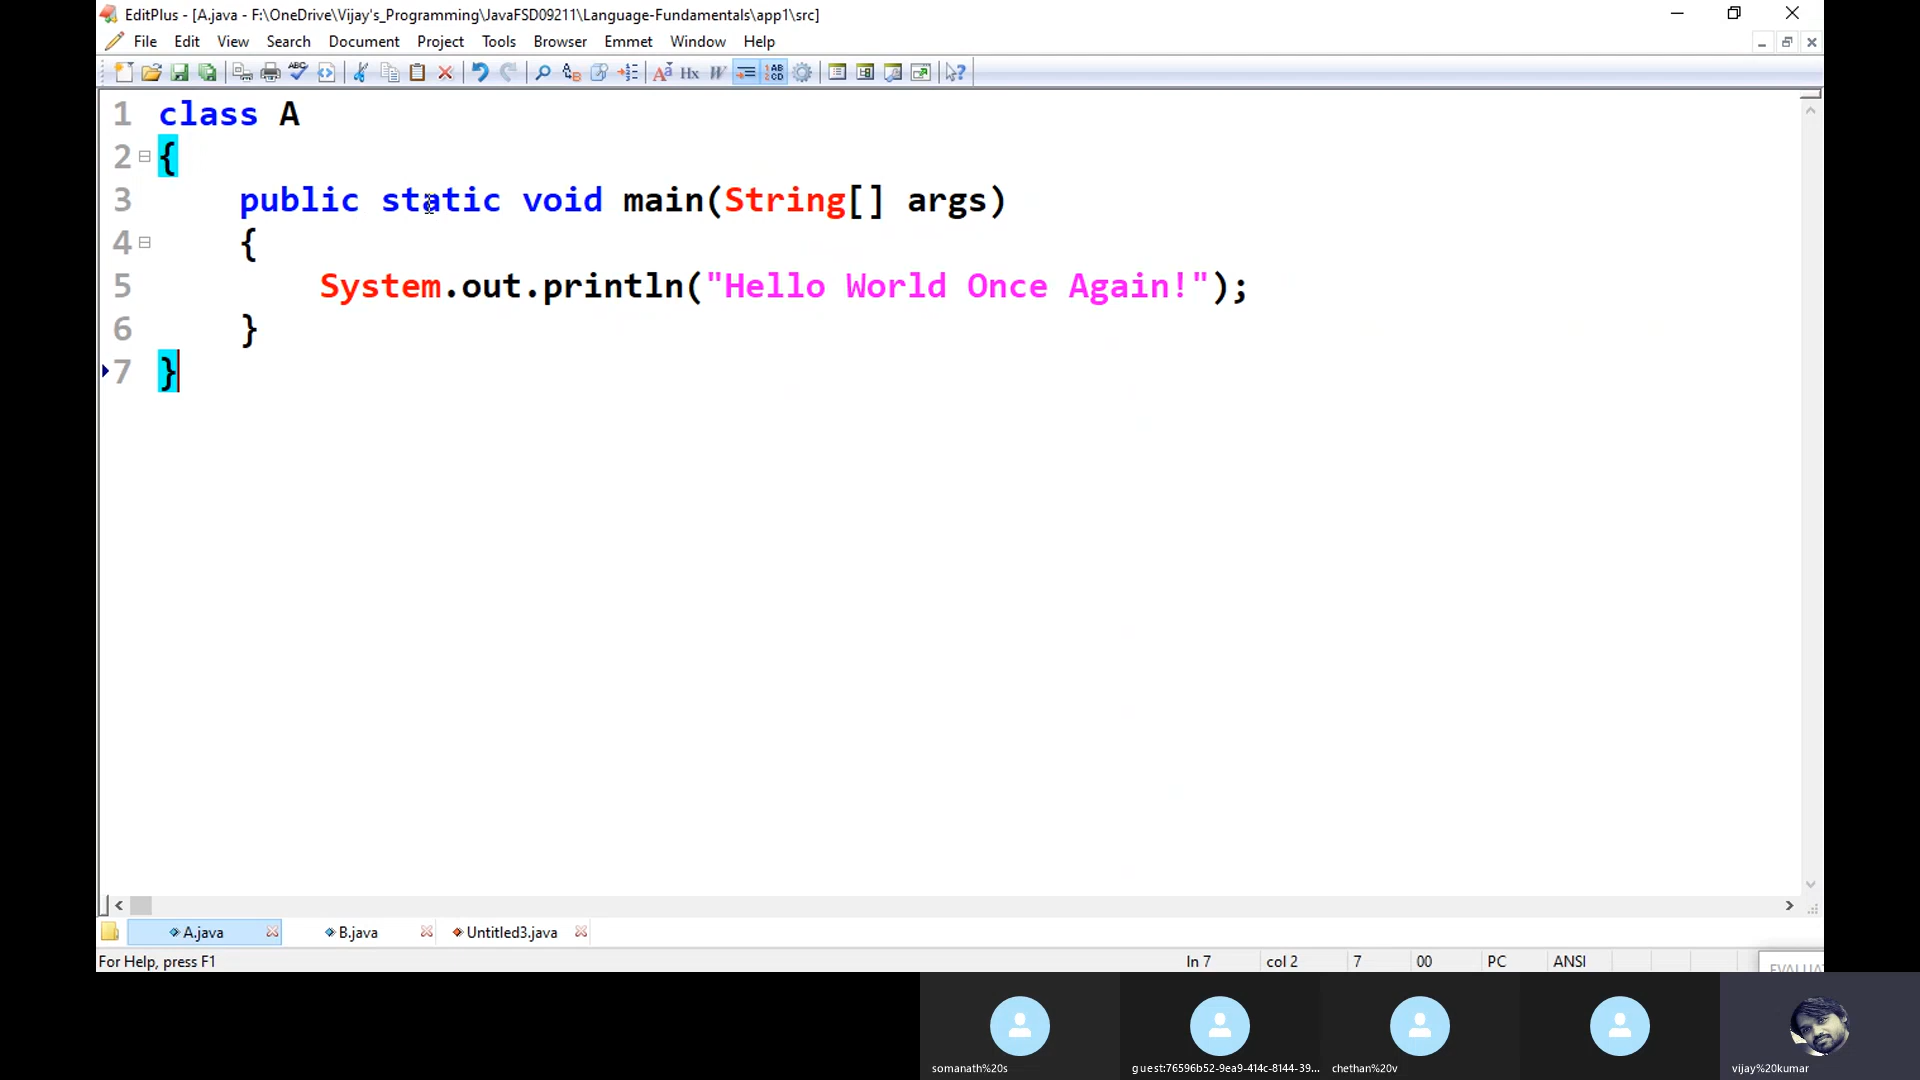 EditPlus - [A.java - F:\OneDrive\Vijay's_Programming\JavaFSD09211\Language-Fundamentals\app1\src]
File Edit View Search Document Project Tools Browser Emmet Window Help
1 class A
2 {
3 public static void main(String[] args)
4 {
5 System.out.println("Hello World Once Again!");
6 }
7 }
A.java B.java Untitled3.java
For Help, press F1 ln 7 col 2 7 00 PC ANSI
somanath%20s guest:76596b52-9ea9-414c-8144-39... chethan%20v vijay%20kumar